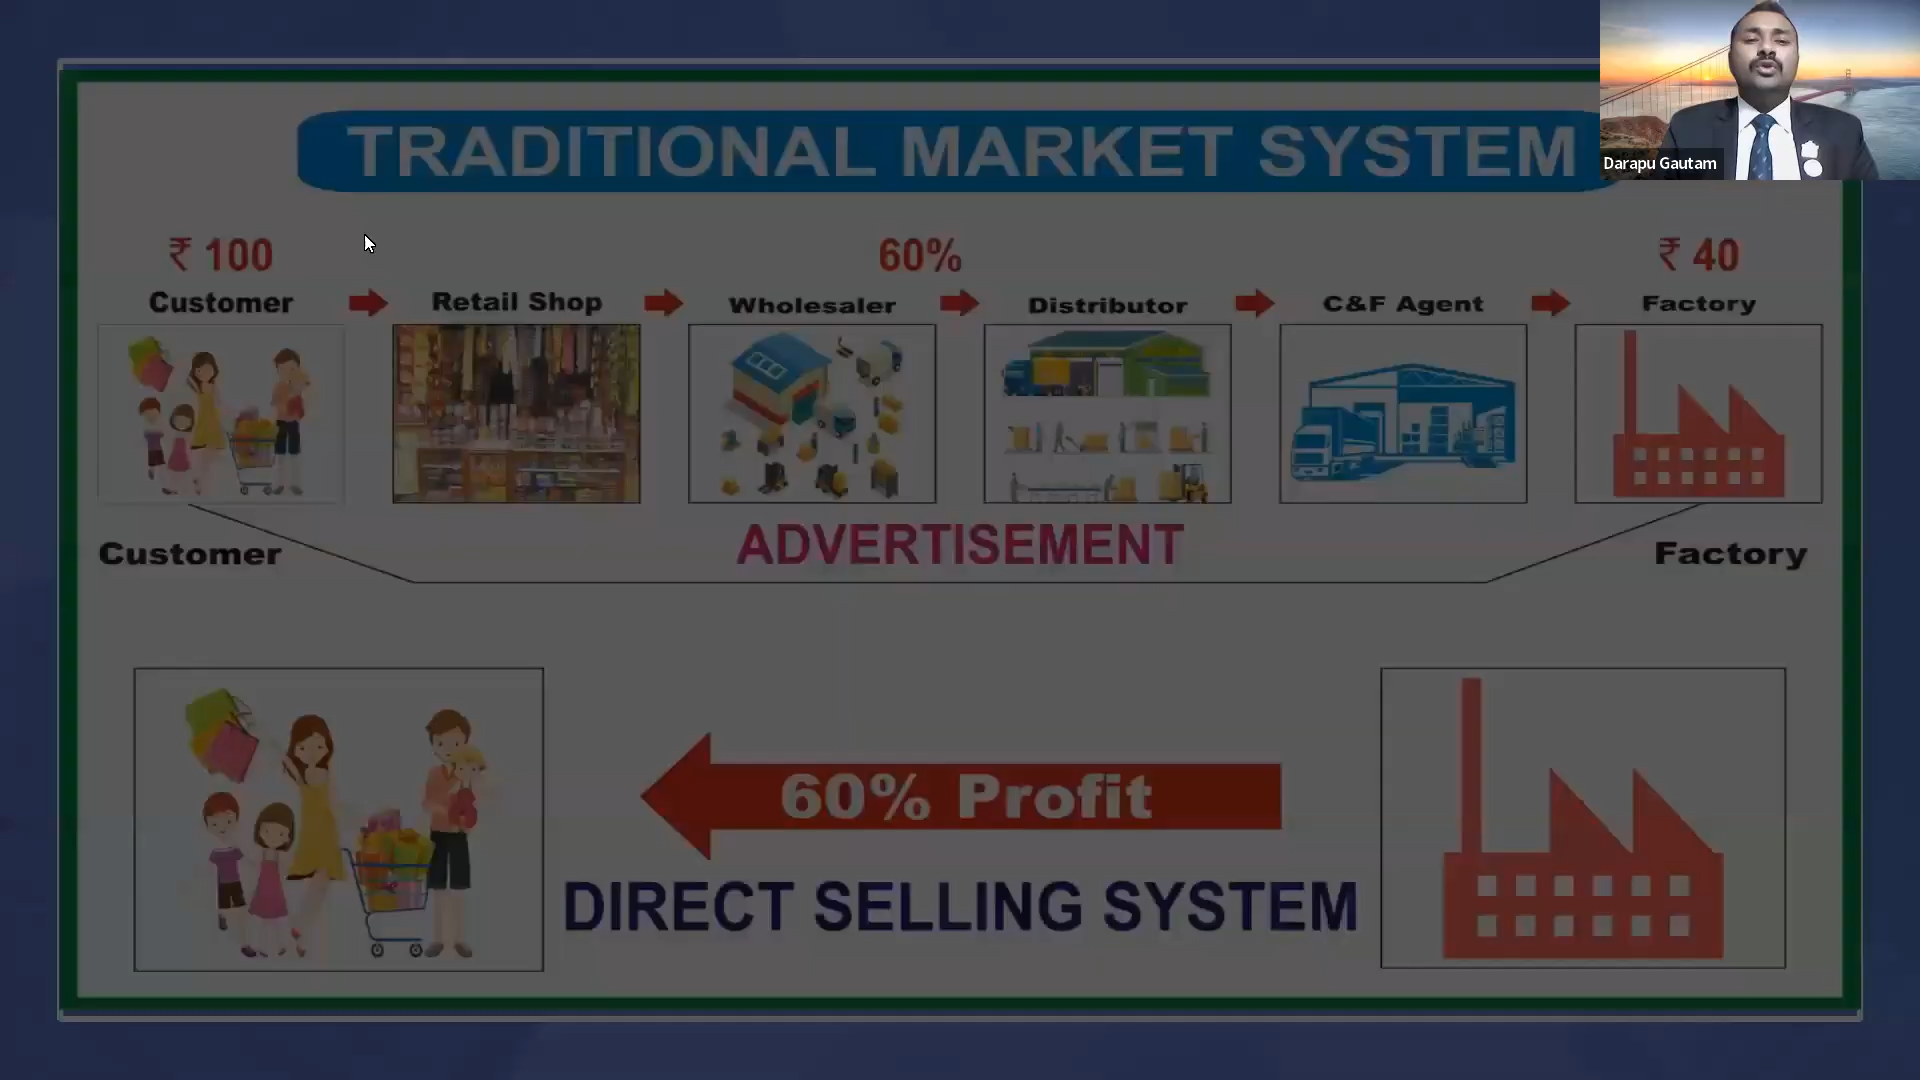 TRADITIONAL MARKET SYSTEM
Darapu Gautam
₹ 100
60%
₹ 40
Customer
Retail Shop
Wholesaler
Distributor
C&F Agent
Factory
ADVERTISEMENT
Customer
Factory
60% Profit
DIRECT SELLING SYSTEM